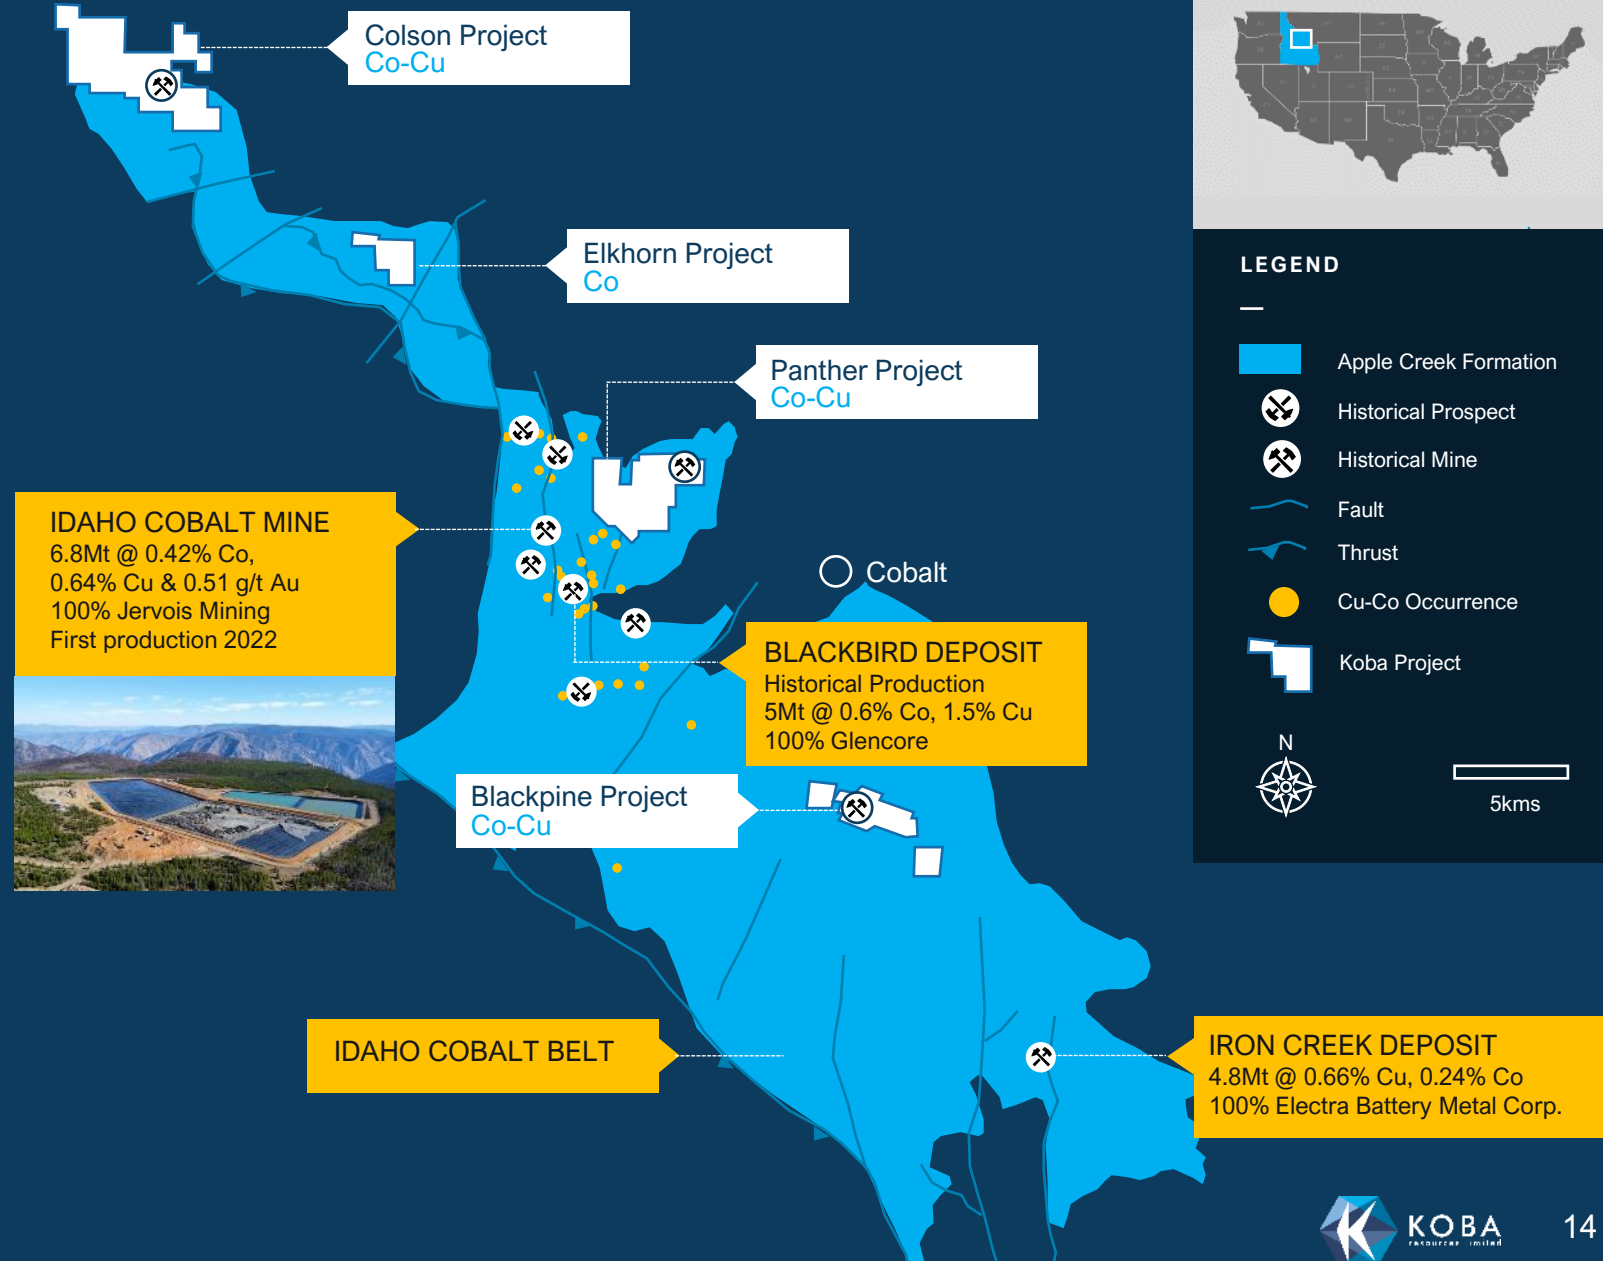 Colson Project
Co-Cu
Elkhorn Project
Co
Panther Project
Co-Cu
LEGEND
Apple Creek Formation
Historical Prospect
Historical Mine
Fault
Thrust
Cu-Co Occurrence
Koba Project
N
5kms
IDAHO COBALT MINE
6.8Mt @ 0.42% Co,
0.64% Cu & 0.51 g/t Au
100% Jervois Mining
First production 2022
Cobalt
BLACKBIRD DEPOSIT
Historical Production
5Mt @ 0.6% Co, 1.5% Cu
100% Glencore
Blackpine Project
Co-Cu
IDAHO COBALT BELT
IRON CREEK DEPOSIT
4.8Mt @ 0.66% Cu, 0.24% Co
100% Electra Battery Metal Corp.
KOBA
resources limited
14